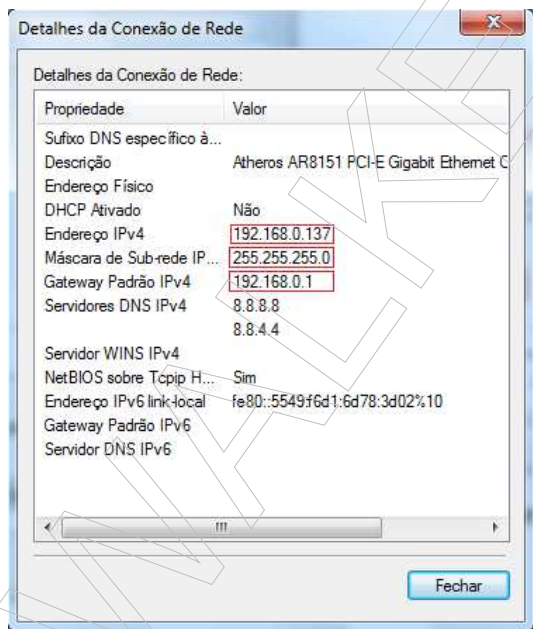 Detalhes da Conexão de Rede
Detalhes da Conexão de Rede:
Propriedade Valor
Sufixo DNS específico à...
Descrição Atheros AR8151 PCI-E Gigabit Ethernet C
Endereço Físico
DHCP Ativado Não
Endereço IPv4 192.168.0.137
Máscara de Sub-rede IP... 255.255.255.0
Gateway Padrão IPv4 192.168.0.1
Servidores DNS IPv4 8.8.8.8
8.8.4.4
Servidor WINS IPv4
NetBIOS sobre Tcpip H... Sim
Endereço IPv6 link-local fe80::5549:f6d1:6d78:3d02%10
Gateway Padrão IPv6
Servidor DNS IPv6
Fechar